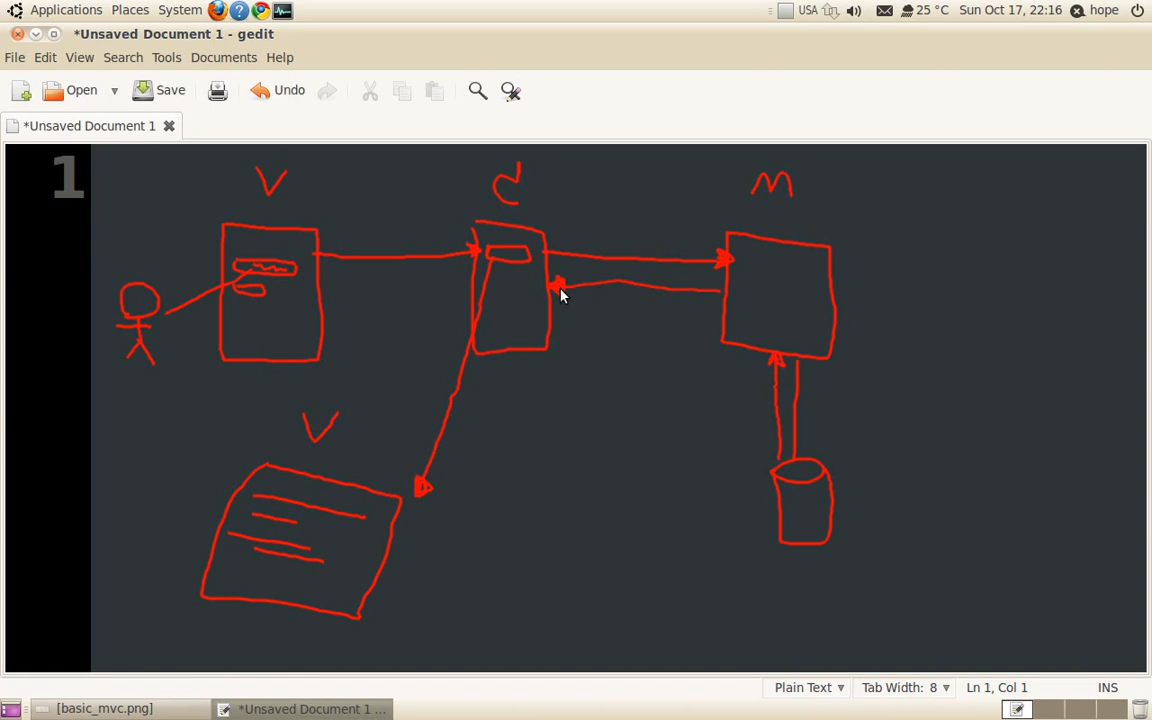 Applications Places System USA 25 °C Sun Oct 17, 22:16 hope
*Unsaved Document 1 - gedit
File Edit View Search Tools Documents Help
Open Save Undo
*Unsaved Document 1
1
V C M
V
Plain Text Tab Width: 8 Ln 1, Col 1 INS
[basic_mvc.png] *Unsaved Document 1 ...